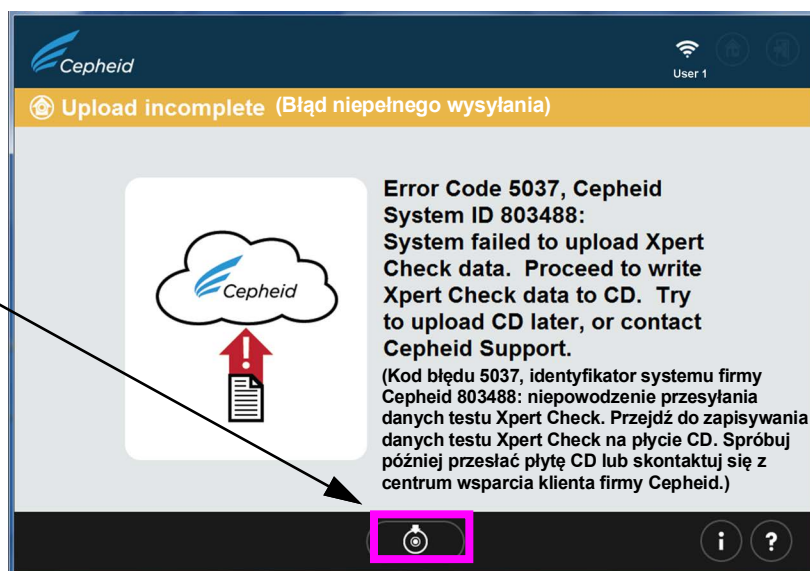 Cepheid
User 1
Upload incomplete (Błąd niepełnego wysyłania)
Cepheid
Error Code 5037, Cepheid
System ID 803488:
System failed to upload Xpert
Check data. Proceed to write
Xpert Check data to CD. Try
to upload CD later, or contact
Cepheid Support.
(Kod błędu 5037, identyfikator systemu firmy
Cepheid 803488: niepowodzenie przesyłania
danych testu Xpert Check. Przejdź do zapisywania
danych testu Xpert Check na płycie CD. Spróbuj
później przesłać płytę CD lub skontaktuj się z
centrum wsparcia klienta firmy Cepheid.)
i ?